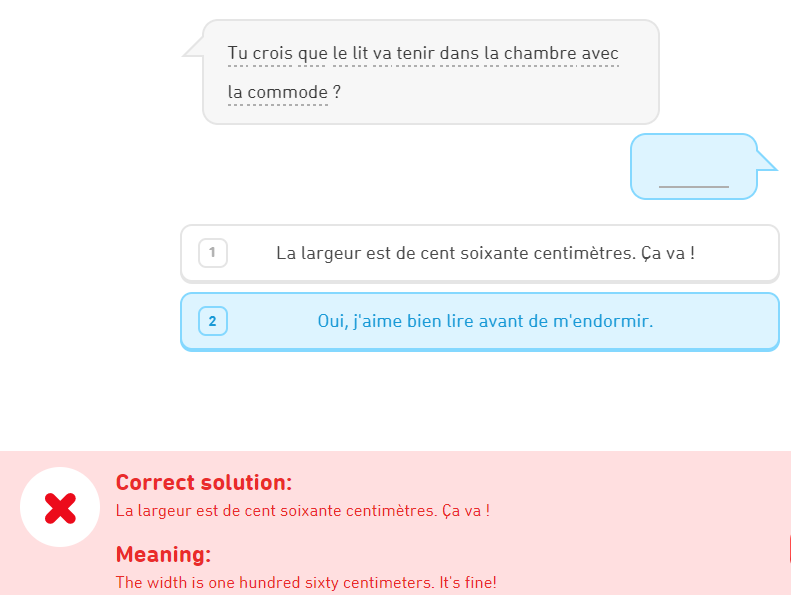 Tu crois que le lit va tenir dans la chambre avec
la commode ?
1
La largeur est de cent soixante centimètres. Ça va !
2
Oui, j'aime bien lire avant de m'endormir.
Correct solution:
La largeur est de cent soixante centimètres. Ça va !
Meaning:
The width is one hundred sixty centimeters. It's fine!